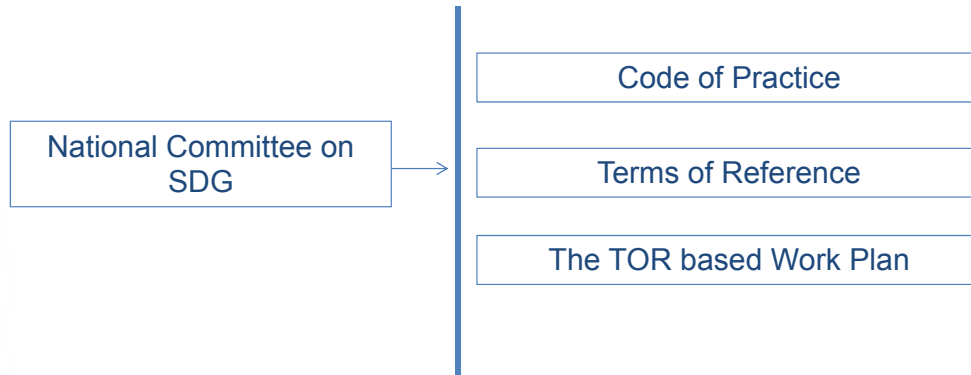 National Committee on
SDG
Code of Practice
Terms of Reference
The TOR based Work Plan